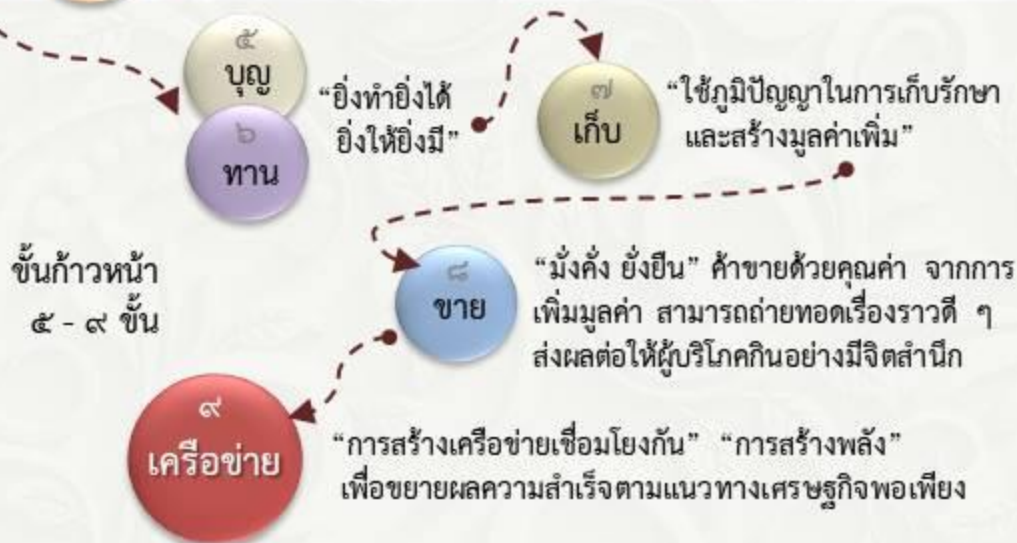 ๕
บุญ
๖
ทาน
“ยิ่งทำยิ่งได้
ยิ่งให้ยิ่งมี”
๗
เก็บ
“ใช้ภูมิปัญญาในการเก็บรักษา
และสร้างมูลค่าเพิ่ม”
ขั้นก้าวหน้า
๕ - ๙ ขั้น
๘
ขาย
“มั่งคั่ง ยั่งยืน” ค้าขายด้วยคุณค่า จากการ
เพิ่มมูลค่า สามารถถ่ายทอดเรื่องราวดี ๆ
ส่งผลต่อให้ผู้บริโภคกินอย่างมีจิตสำนึก
๙
เครือข่าย
“การสร้างเครือข่ายเชื่อมโยงกัน” “การสร้างพลัง”
เพื่อขยายผลความสำเร็จตามแนวทางเศรษฐกิจพอเพียง